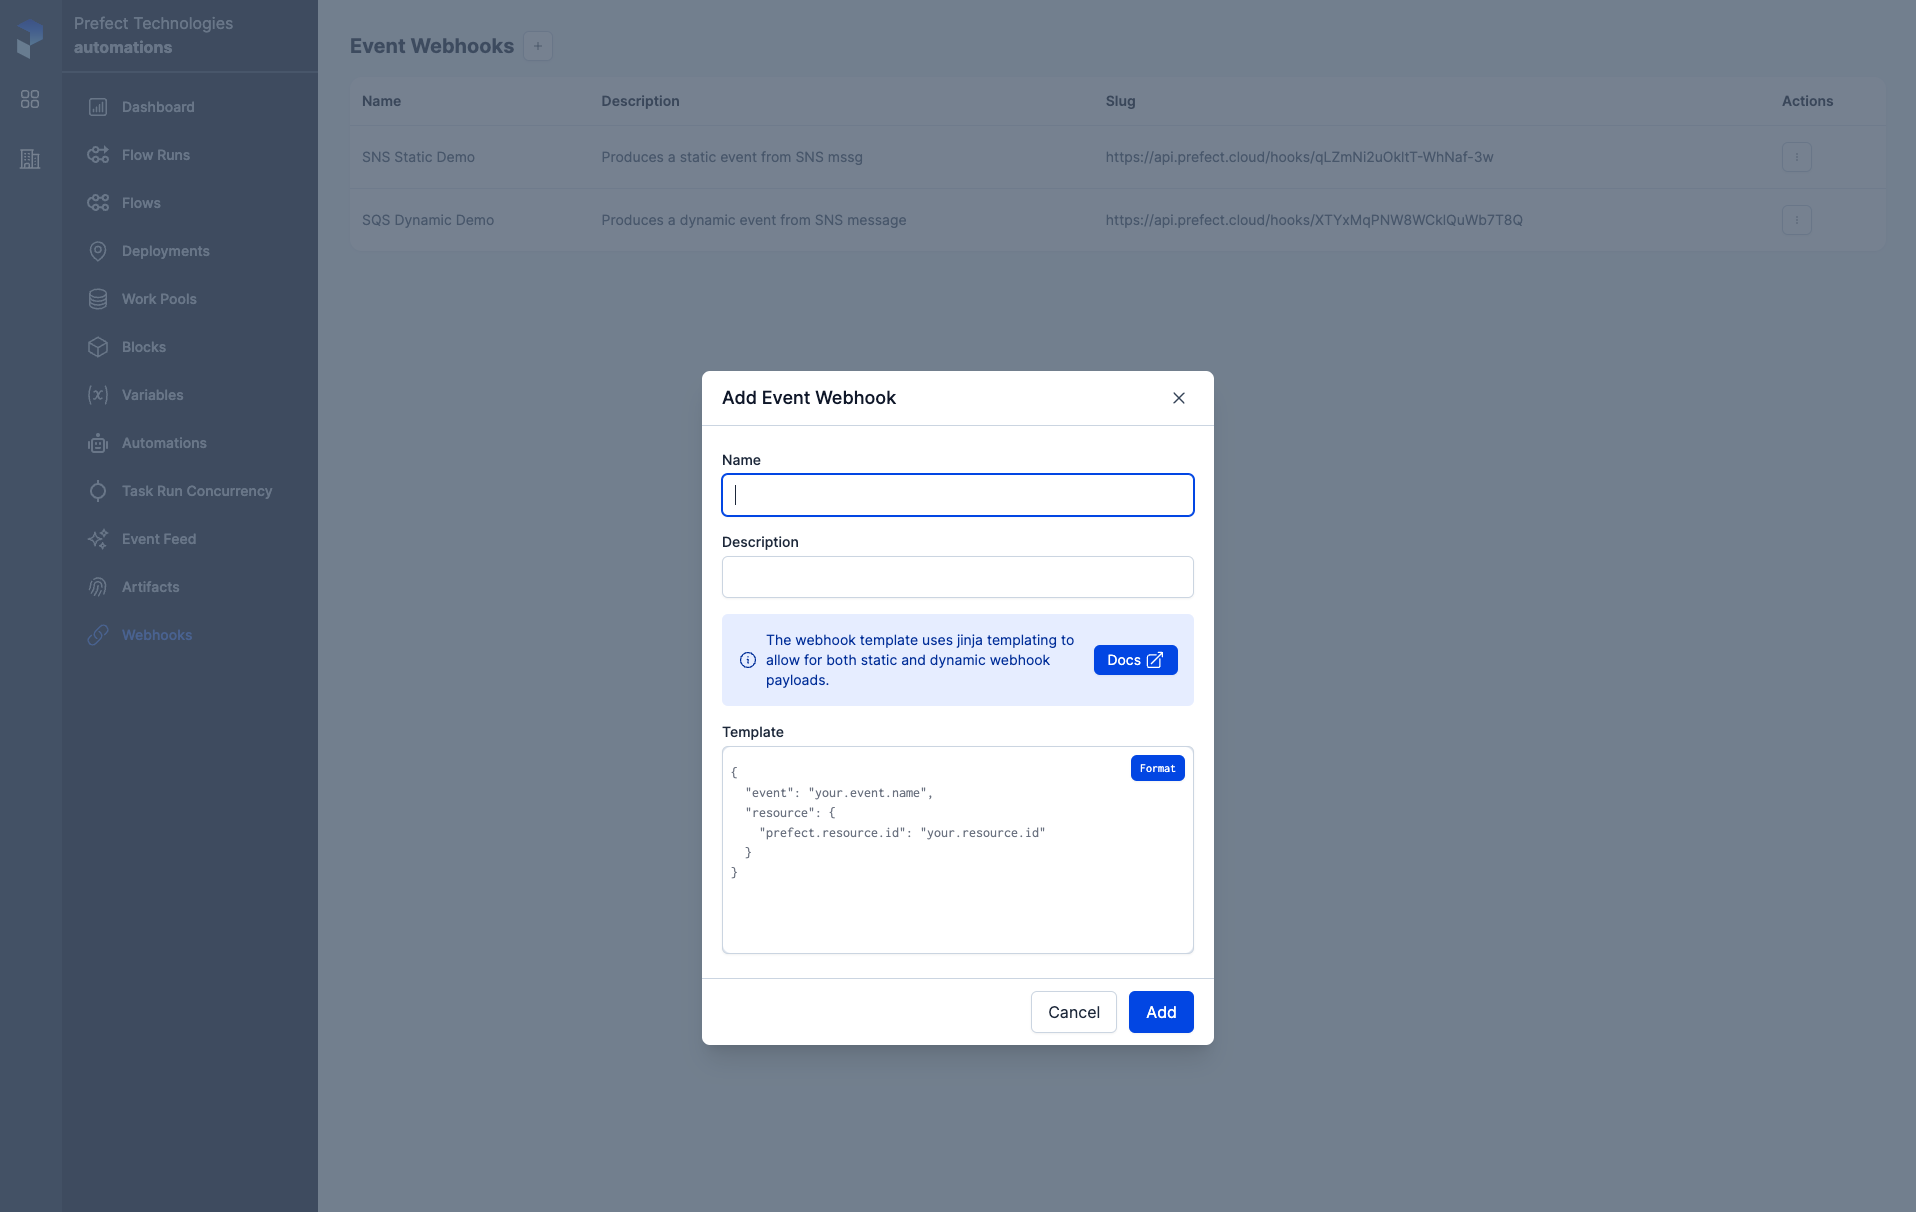 Prefect Technologies
automations
Dashboard
Flow Runs
Flows
Deployments
Work Pools
Blocks
Variables
Automations
Task Run Concurrency
Event Feed
Artifacts
Webhooks
Event Webhooks +
Name Description Slug Actions
SNS Static Demo Produces a static event from SNS mssg https://api.prefect.cloud/hooks/qLZmNi2uOkltT-WhNaf-3w
SQS Dynamic Demo Produces a dynamic event from SNS message https://api.prefect.cloud/hooks/XTYxMqPNW8WCklQuWb7T8Q
Add Event Webhook
Name
Description
The webhook template uses jinja templating to
allow for both static and dynamic webhook
payloads.
Docs
Template
Format
{
  "event": "your.event.name",
  "resource": {
    "prefect.resource.id": "your.resource.id"
  }
}
Cancel Add